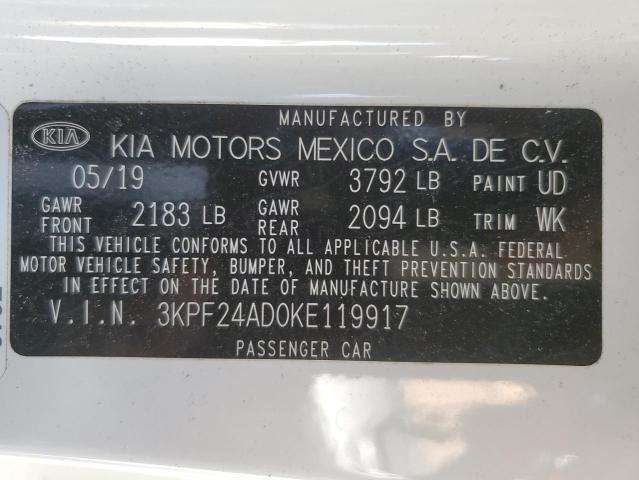 MANUFACTURED BY
KIA KIA MOTORS MEXICO S.A. DE C.V.
05/19 GVWR 3792 LB PAINT UD
GAWR FRONT 2183 LB GAWR REAR 2094 LB TRIM WK
THIS VEHICLE CONFORMS TO ALL APPLICABLE U.S.A. FEDERAL
MOTOR VEHICLE SAFETY, BUMPER, AND THEFT PREVENTION STANDARDS
IN EFFECT ON THE DATE OF MANUFACTURE SHOWN ABOVE.
V.I.N. 3KPF24AD0KE119917
PASSENGER CAR